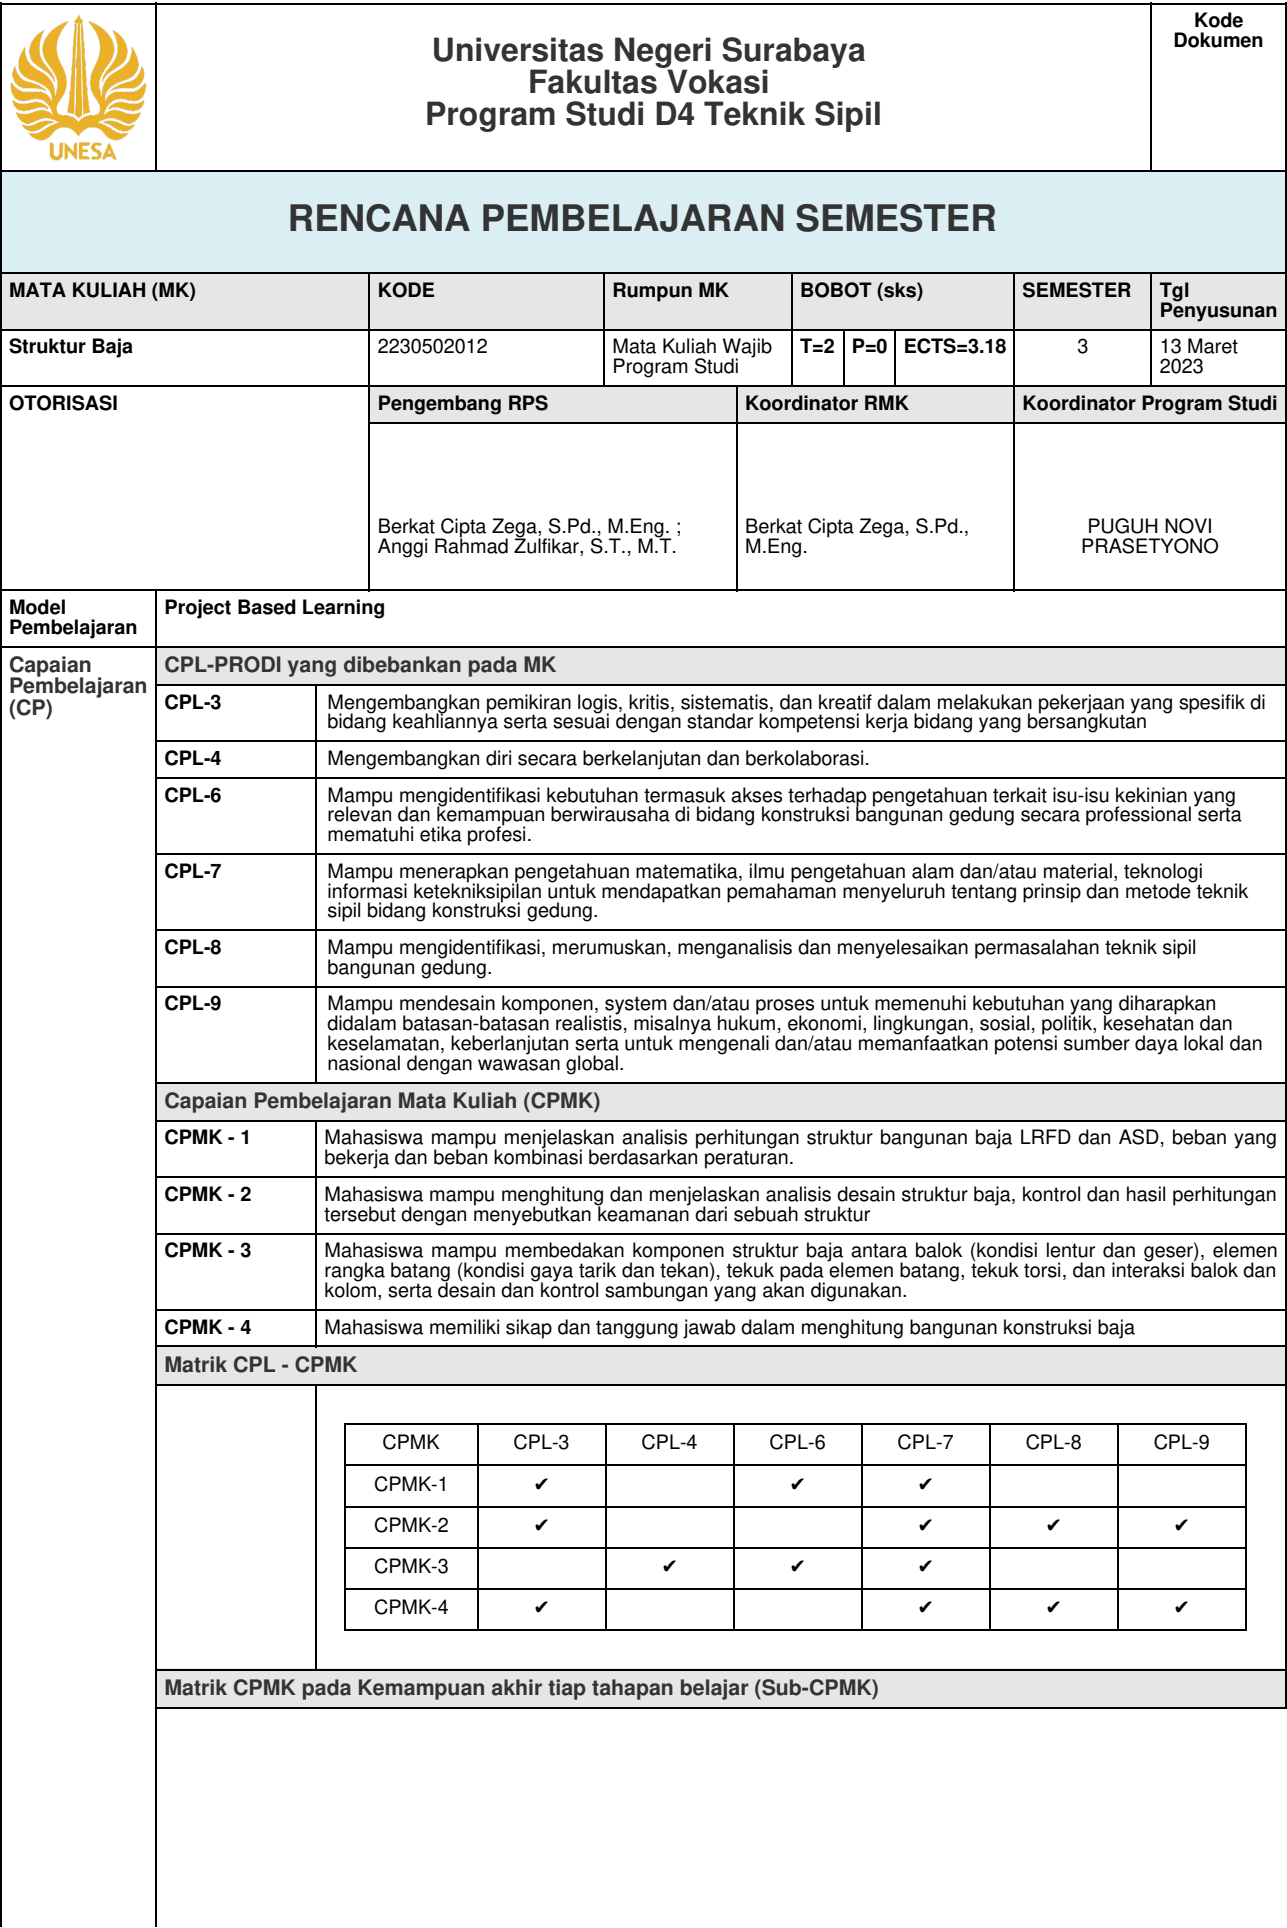 UNESA
Universitas Negeri Surabaya
Fakultas Vokasi
Program Studi D4 Teknik Sipil
Kode
Dokumen
RENCANA PEMBELAJARAN SEMESTER
MATA KULIAH (MK) KODE Rumpun MK BOBOT (sks) SEMESTER Tgl
Penyusunan
Struktur Baja 2230502012 Mata Kuliah Wajib
Program Studi T=2 P=0 ECTS=3.18 3 13 Maret
2023
OTORISASI Pengembang RPS Koordinator RMK Koordinator Program Studi
Berkat Cipta Zega, S.Pd., M.Eng. ;
Anggi Rahmad Zulfikar, S.T., M.T.
Berkat Cipta Zega, S.Pd.,
M.Eng.
PUGUH NOVI
PRASETYONO
Model
Pembelajaran
Project Based Learning
Capaian
Pembelajaran
(CP)
CPL-PRODI yang dibebankan pada MK
CPL-3 Mengembangkan pemikiran logis, kritis, sistematis, dan kreatif dalam melakukan pekerjaan yang spesifik di
bidang keahliannya serta sesuai dengan standar kompetensi kerja bidang yang bersangkutan
CPL-4 Mengembangkan diri secara berkelanjutan dan berkolaborasi.
CPL-6 Mampu mengidentifikasi kebutuhan termasuk akses terhadap pengetahuan terkait isu-isu kekinian yang
relevan dan kemampuan berwirausaha di bidang konstruksi bangunan gedung secara professional serta
mematuhi etika profesi.
CPL-7 Mampu menerapkan pengetahuan matematika, ilmu pengetahuan alam dan/atau material, teknologi
informasi ketekniksipilan untuk mendapatkan pemahaman menyeluruh tentang prinsip dan metode teknik
sipil bidang konstruksi gedung.
CPL-8 Mampu mengidentifikasi, merumuskan, menganalisis dan menyelesaikan permasalahan teknik sipil
bangunan gedung.
CPL-9 Mampu mendesain komponen, system dan/atau proses untuk memenuhi kebutuhan yang diharapkan
didalam batasan-batasan realistis, misalnya hukum, ekonomi, lingkungan, sosial, politik, kesehatan dan
keselamatan, keberlanjutan serta untuk mengenali dan/atau memanfaatkan potensi sumber daya lokal dan
nasional dengan wawasan global.
Capaian Pembelajaran Mata Kuliah (CPMK)
CPMK - 1 Mahasiswa mampu menjelaskan analisis perhitungan struktur bangunan baja LRFD dan ASD, beban yang
bekerja dan beban kombinasi berdasarkan peraturan.
CPMK - 2 Mahasiswa mampu menghitung dan menjelaskan analisis desain struktur baja, kontrol dan hasil perhitungan
tersebut dengan menyebutkan keamanan dari sebuah struktur
CPMK - 3 Mahasiswa mampu membedakan komponen struktur baja antara balok (kondisi lentur dan geser), elemen
rangka batang (kondisi gaya tarik dan tekan), tekuk pada elemen batang, tekuk torsi, dan interaksi balok dan
kolom, serta desain dan kontrol sambungan yang akan digunakan.
CPMK - 4 Mahasiswa memiliki sikap dan tanggung jawab dalam menghitung bangunan konstruksi baja
Matrik CPL - CPMK
CPMK CPL-3 CPL-4 CPL-6 CPL-7 CPL-8 CPL-9
CPMK-1 ✔ ✔ ✔
CPMK-2 ✔ ✔ ✔ ✔
CPMK-3 ✔ ✔ ✔
CPMK-4 ✔ ✔ ✔ ✔
Matrik CPMK pada Kemampuan akhir tiap tahapan belajar (Sub-CPMK)